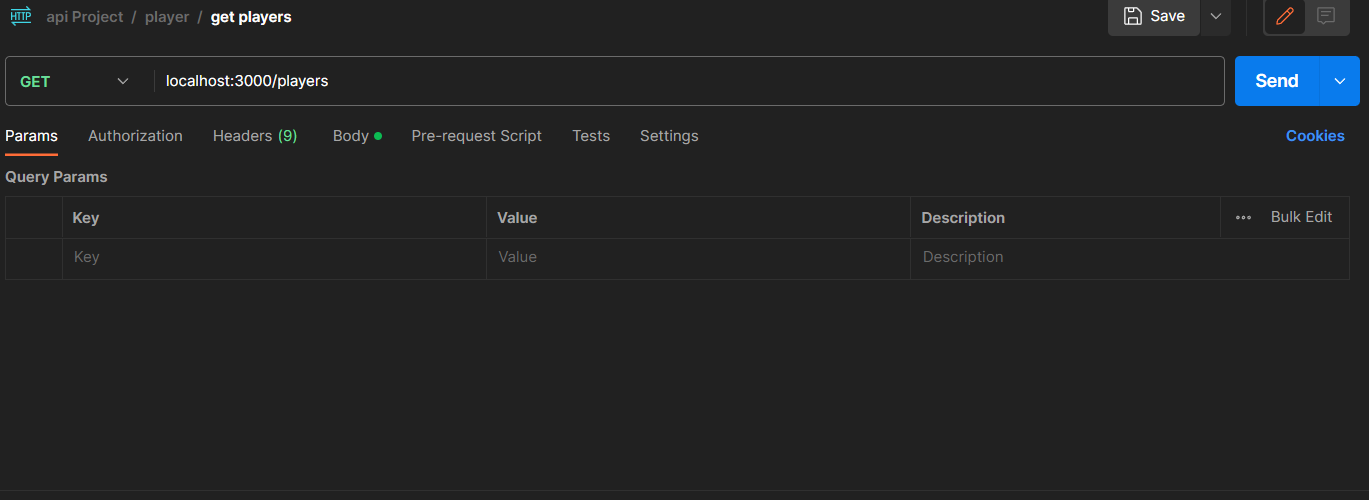 HTTP api Project / player / get players Save
GET localhost:3000/players Send
Params Authorization Headers (9) Body Pre-request Script Tests Settings Cookies
Query Params
Key Value Description Bulk Edit
Key Value Description